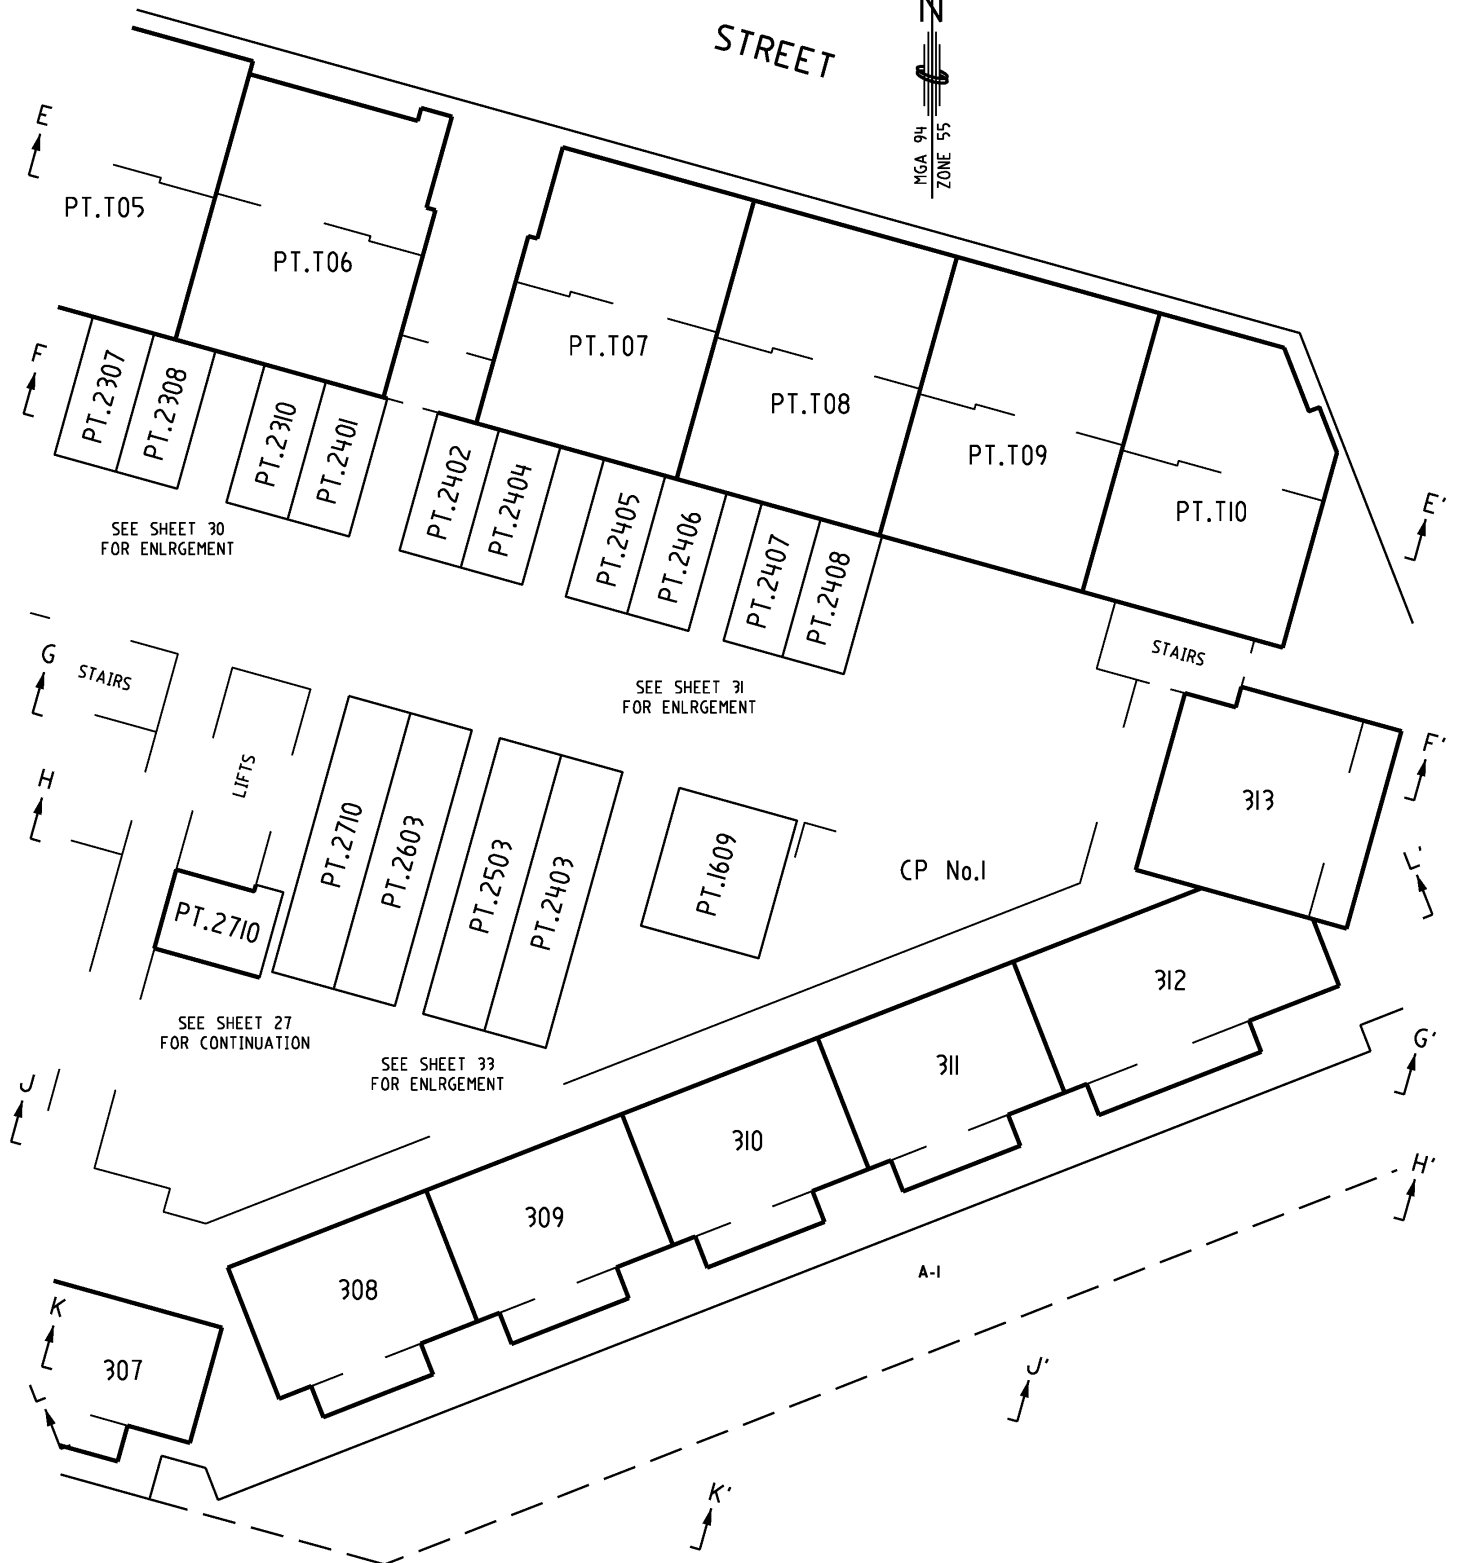 N
STREET
MGA 94
ZONE 55
E
PT.T05
PT.T06
PT.T07
PT.T08
PT.T09
PT.T10
E'
F
PT.2307
PT.2308
PT.2310
PT.2401
PT.2402
PT.2404
PT.2405
PT.2406
PT.2407
PT.2408
SEE SHEET 30
FOR ENLRGEMENT
G
STAIRS
STAIRS
SEE SHEET 31
FOR ENLRGEMENT
F'
H
LIFTS
PT.2710
PT.2603
PT.2503
PT.2403
PT.1609
CP No.1
313
L'
PT.2710
312
SEE SHEET 27
FOR CONTINUATION
SEE SHEET 33
FOR ENLRGEMENT
311
G'
J
310
H'
309
A-1
308
K
307
L
J'
K'